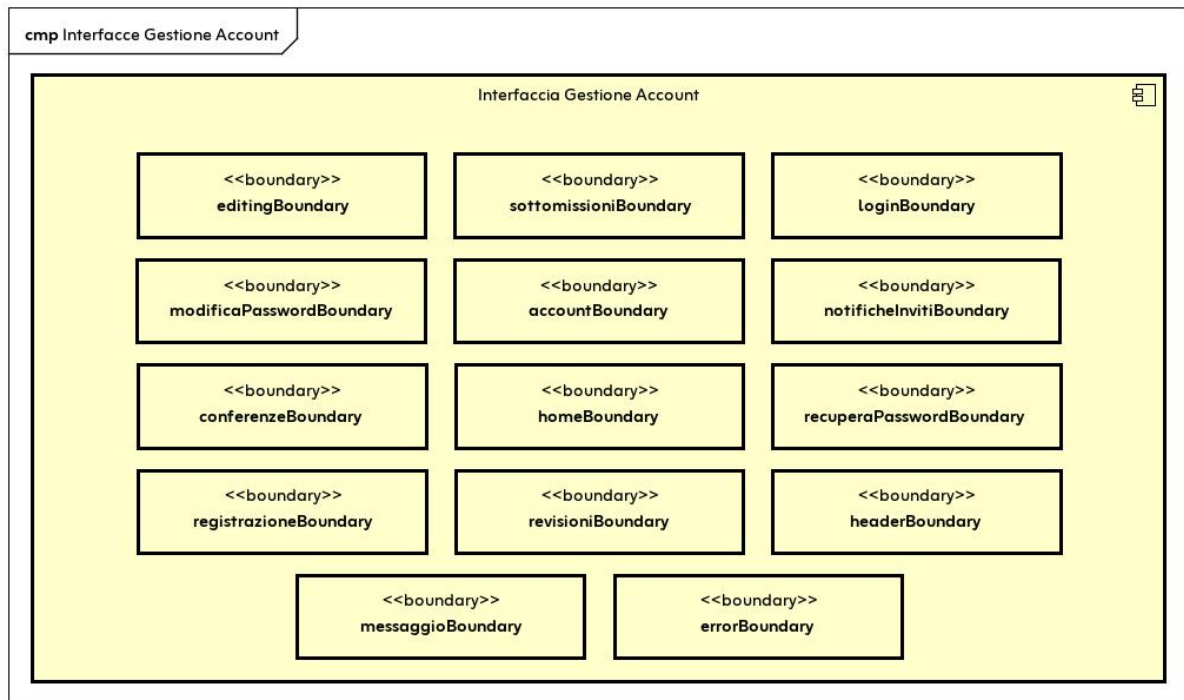 cmp Interfacce Gestione Account
Interfaccia Gestione Account
<<boundary>>
editingBoundary
<<boundary>>
sottomissioniBoundary
<<boundary>>
loginBoundary
<<boundary>>
modificaPasswordBoundary
<<boundary>>
accountBoundary
<<boundary>>
notificheInvitiBoundary
<<boundary>>
conferenzeBoundary
<<boundary>>
homeBoundary
<<boundary>>
recuperaPasswordBoundary
<<boundary>>
registrazioneBoundary
<<boundary>>
revisioniBoundary
<<boundary>>
headerBoundary
<<boundary>>
messaggioBoundary
<<boundary>>
errorBoundary